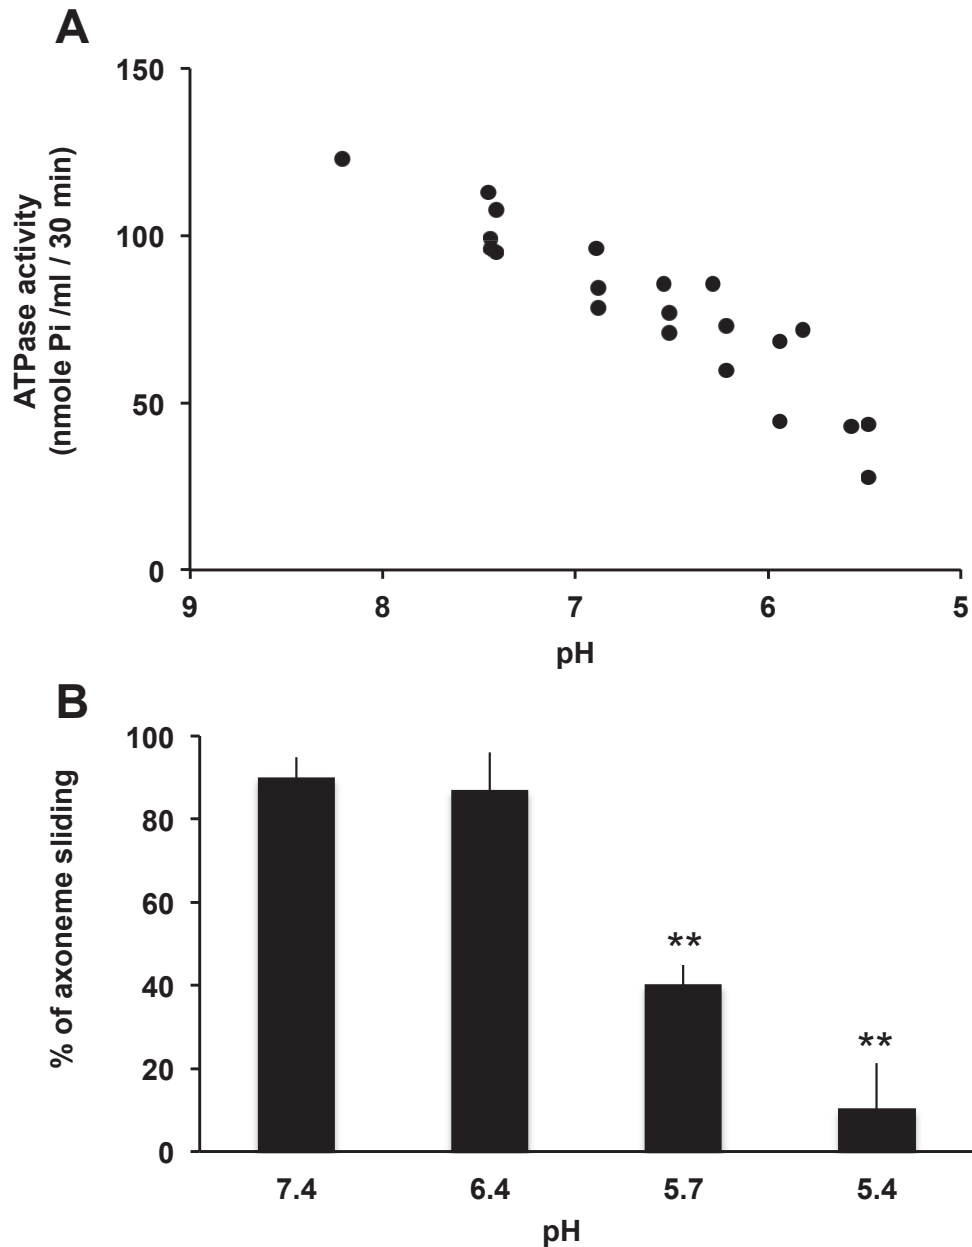 A
150
100
50
0
ATPase activity
(nmole Pi /ml / 30 min)
9 8 7 6 5
pH
B
100
80
60
40
20
0
% of axoneme sliding
**
**
7.4 6.4 5.7 5.4
pH